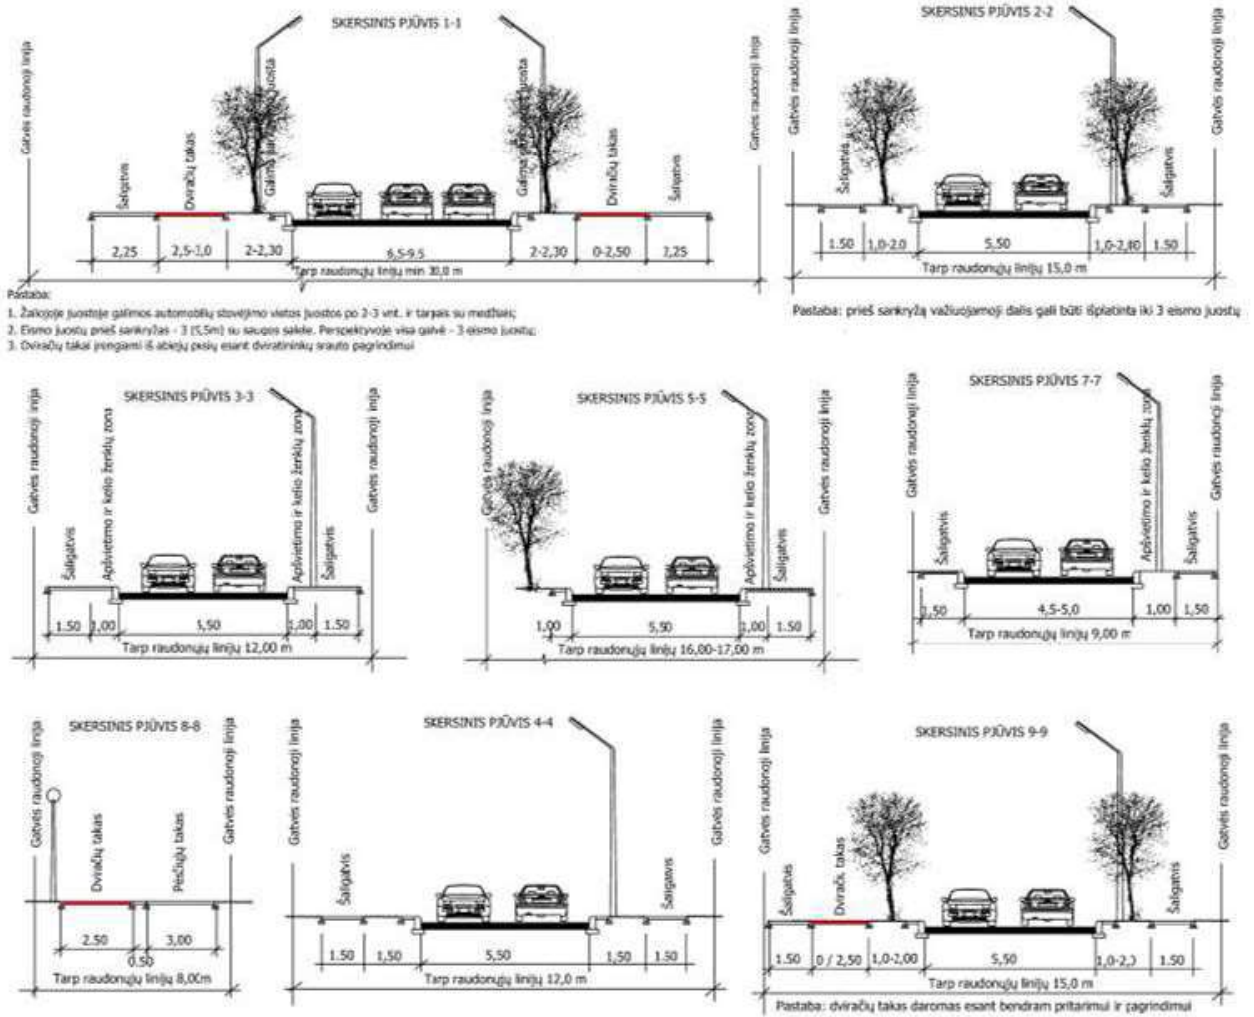 SKERSINIS PJŪVIS 1-1
Gatvės raudonoji linija
Šaligatvis
Dviračių takas
Galima juosta
Galima juosta
Dviračių takas
Šaligatvis
Gatvės raudonoji linija
2,25 2,5-3,0 2-2,30 6,5-9,5 2-2,30 0-2,50 2,25
Tarp raudonųjų linijų min 30,0 m
Pastaba:
1. Žaliojoje juostoje galimos automobilių stovėjimo vietos juostos po 2-3 vnt. ir tarpais su medžiais;
2. Eismo juostų prieš sankryžas - 3 (9,5m) su saugos salele. Perspektyvoje visa gatvė - 3 eismo juostų;
3. Dviračių takai įrengiami iš abiejų pusių esant dviratininkų srauto pagrindimui
SKERSINIS PJŪVIS 2-2
Gatvės raudonoji linija
Šaligatvis
Šaligatvis
Gatvės raudonoji linija
1.50 1,0-2.0 5,50 1,0-2,00 1.50
Tarp raudonųjų linijų 15,0 m
Pastaba: prieš sankryžą važiuojamoji dalis gali būti išplatinta iki 3 eismo juostų
SKERSINIS PJŪVIS 3-3
Gatvės raudonoji linija
Šaligatvis
Apšvietimo ir kelio ženklų zona
Apšvietimo ir kelio ženklų zona
Šaligatvis
Gatvės raudonoji linija
1.50 1,00 5,50 1,00 1.50
Tarp raudonųjų linijų 12,00 m
SKERSINIS PJŪVIS 5-5
Gatvės raudonoji linija
Apšvietimo ir kelio ženklų zona
Šaligatvis
Gatvės raudonoji linija
1,00 5,50 1,00 1.50
Tarp raudonųjų linijų 16,00-17,00 m
SKERSINIS PJŪVIS 7-7
Gatvės raudonoji linija
Šaligatvis
Apšvietimo ir kelio ženklų zona
Šaligatvis
Gatvės raudonoji linija
1,50 4,5-5,0 1,00 1,50
Tarp raudonųjų linijų 9,00 m
SKERSINIS PJŪVIS 8-8
Gatvės raudonoji linija
Dviračių takas
Pėsčiųjų takas
Gatvės raudonoji linija
2.50 0.50 3,00
Tarp raudonųjų linijų 8,00m
SKERSINIS PJŪVIS 4-4
Gatvės raudonoji linija
Šaligatvis
Šaligatvis
Gatvės raudonoji linija
1.50 1,50 5,50 1,50 1.50
Tarp raudonųjų linijų 12,0 m
SKERSINIS PJŪVIS 9-9
Gatvės raudonoji linija
Šaligatvis
Dviračių takas
Šaligatvis
Gatvės raudonoji linija
1.50 0 / 2,50 1,0-2,00 5,50 1,50
Tarp raudonųjų linijų 15,0 m
Pastaba: dviračių takas daromas esant bendram pritarimui ir pagrindimui